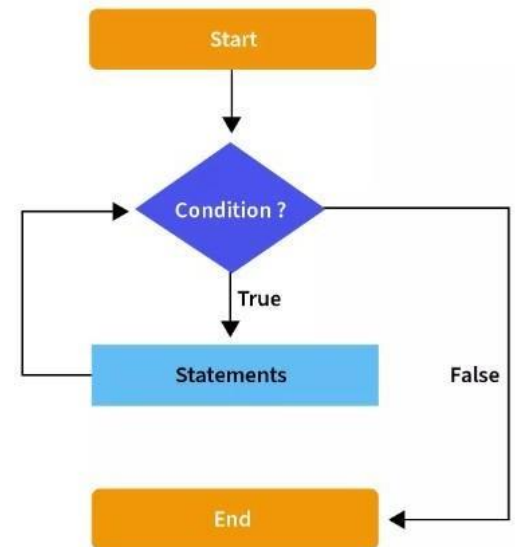 Start
Condition ?
True
Statements
False
End